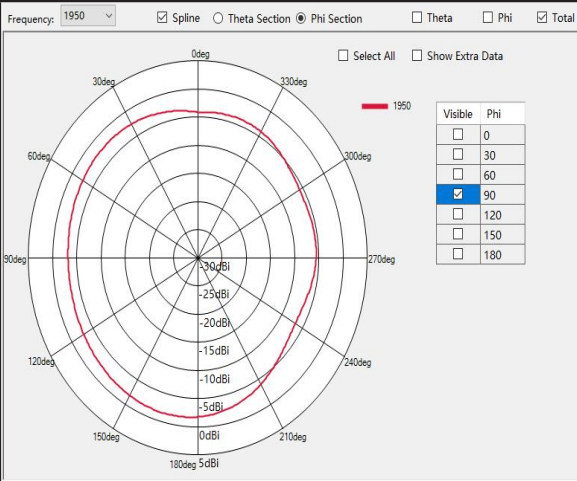 Frequency: 1950 Spline Theta Section Phi Section Theta Phi Total
Select All Show Extra Data
0deg
30deg 330deg
1950
Visible Phi
0
30
60deg 300deg
60
90
120
150
180
90deg 270deg
-30dBi
-25dBi
-20dBi
-15dBi
120deg 240deg
-10dBi
-5dBi
150deg 0dBi 210deg
180deg 5dBi